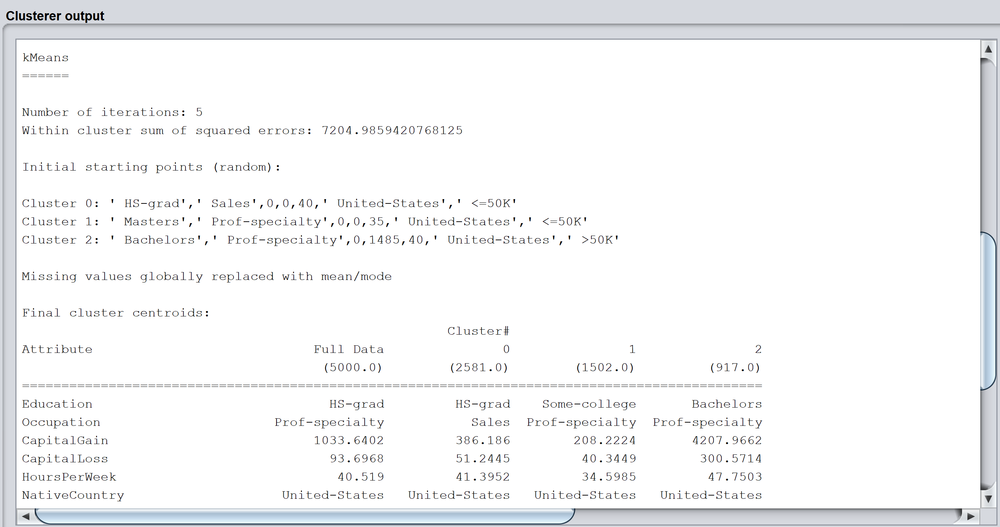 Clusterer output
kMeans
======
Number of iterations: 5
Within cluster sum of squared errors: 7204.9859420768125
Initial starting points (random):
Cluster 0: ' HS-grad',' Sales',0,0,40,' United-States',' <=50K'
Cluster 1: ' Masters',' Prof-specialty',0,0,35,' United-States',' <=50K'
Cluster 2: ' Bachelors',' Prof-specialty',0,1485,40,' United-States',' >50K'
Missing values globally replaced with mean/mode
Final cluster centroids:
Cluster#
Attribute Full Data 0 1 2
(5000.0) (2581.0) (1502.0) (917.0)
==============================================================================================
Education HS-grad HS-grad Some-college Bachelors
Occupation Prof-specialty Sales Prof-specialty Prof-specialty
CapitalGain 1033.6402 386.186 208.2224 4207.9662
CapitalLoss 93.6968 51.2445 40.3449 300.5714
HoursPerWeek 40.519 41.3952 34.5985 47.7503
NativeCountry United-States United-States United-States United-States